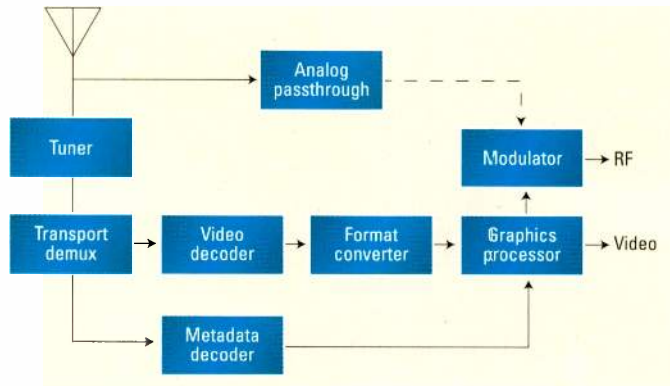 Analog
passthrough
Tuner
Modulator
RF
Transport
demux
Video
decoder
Format
converter
Graphics
processor
Video
Metadata
decoder